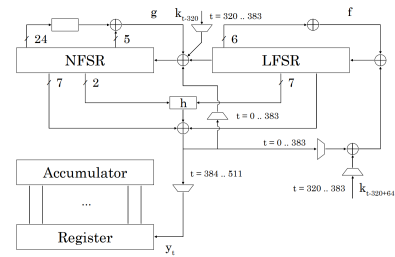 g k_{t-320} t = 320 .. 383 f
24 5 6
NFSR LFSR
7 2 h 7
t = 0 .. 383
t = 0 .. 383
Accumulator t = 384 .. 511 t = 320 .. 383 k_{t-320+64}
...
Register
y_t